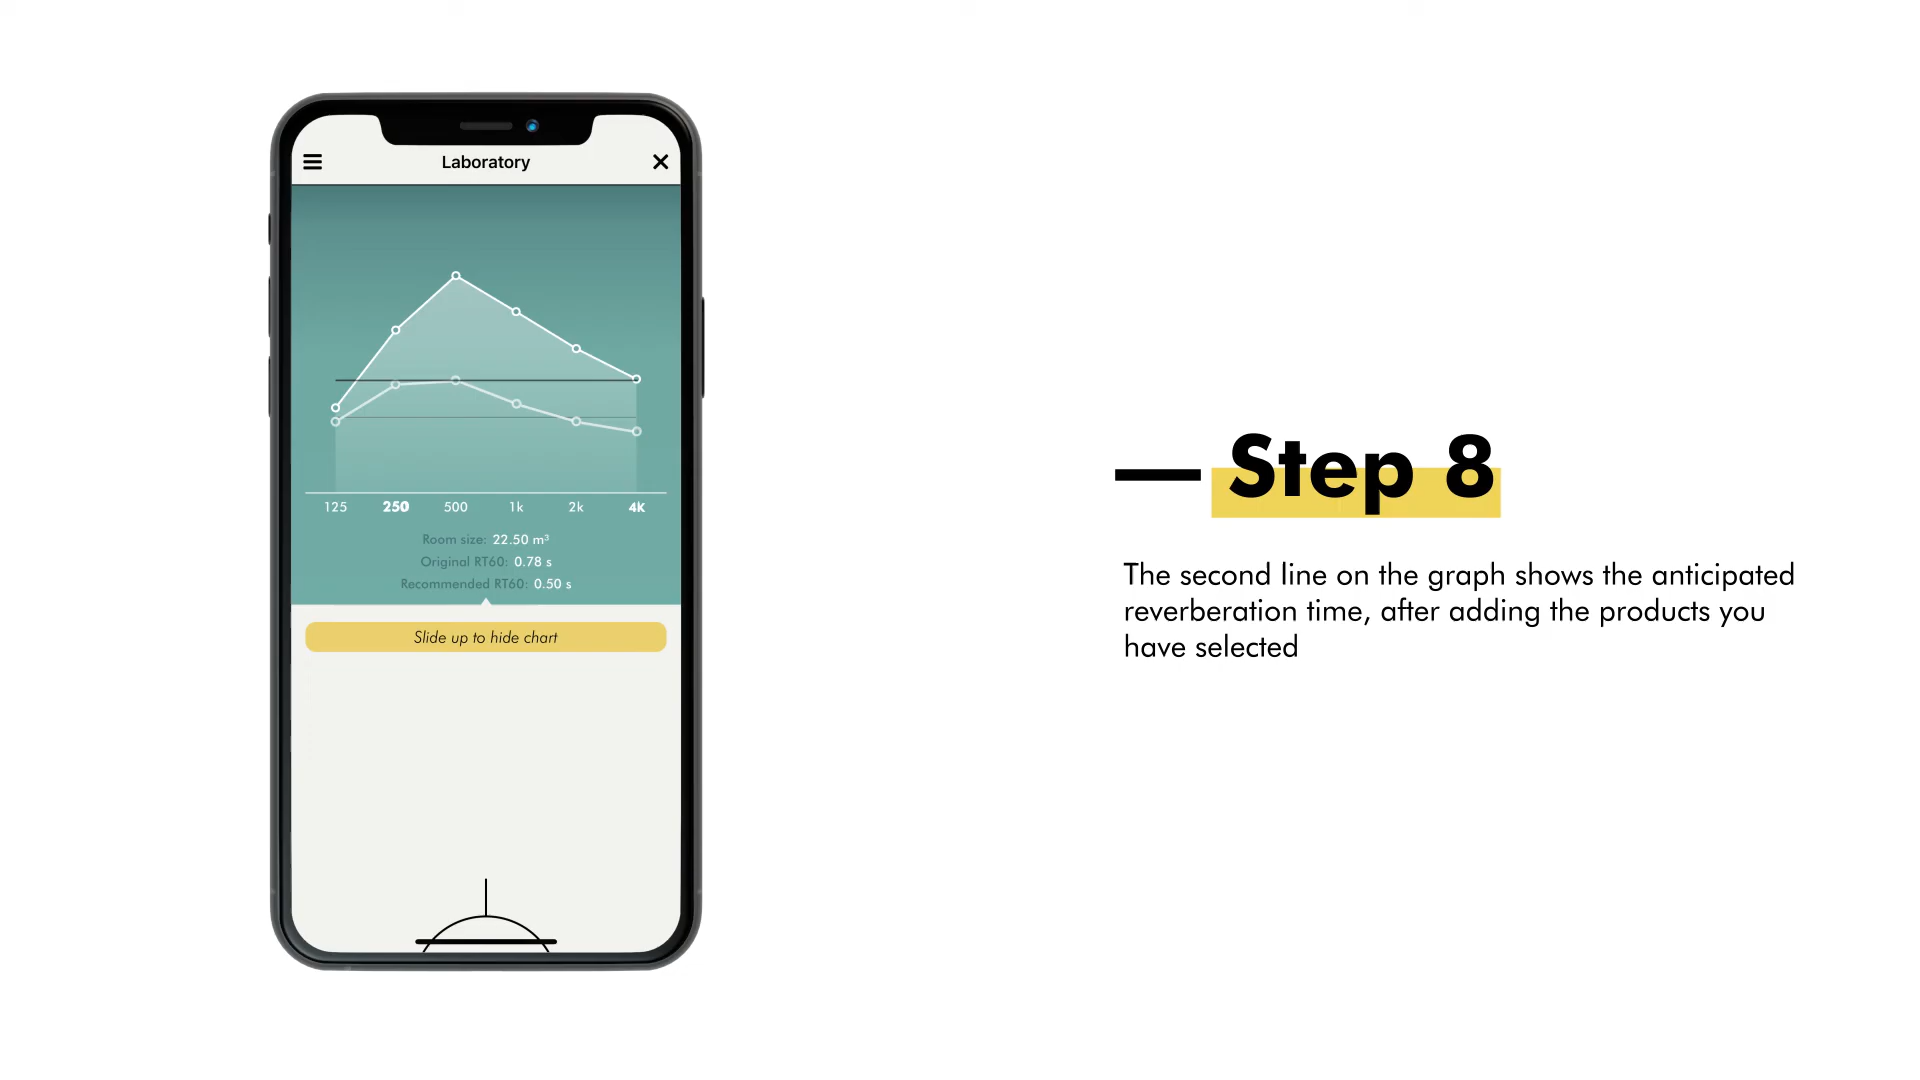 Laboratory
125 250 500 1k 2k 4k
Room size: 22.50 m³
Original RT60: 0.78 s
Recommended RT60: 0.50 s
Slide up to hide chart
— Step 8
The second line on the graph shows the anticipated
reverberation time, after adding the products you
have selected